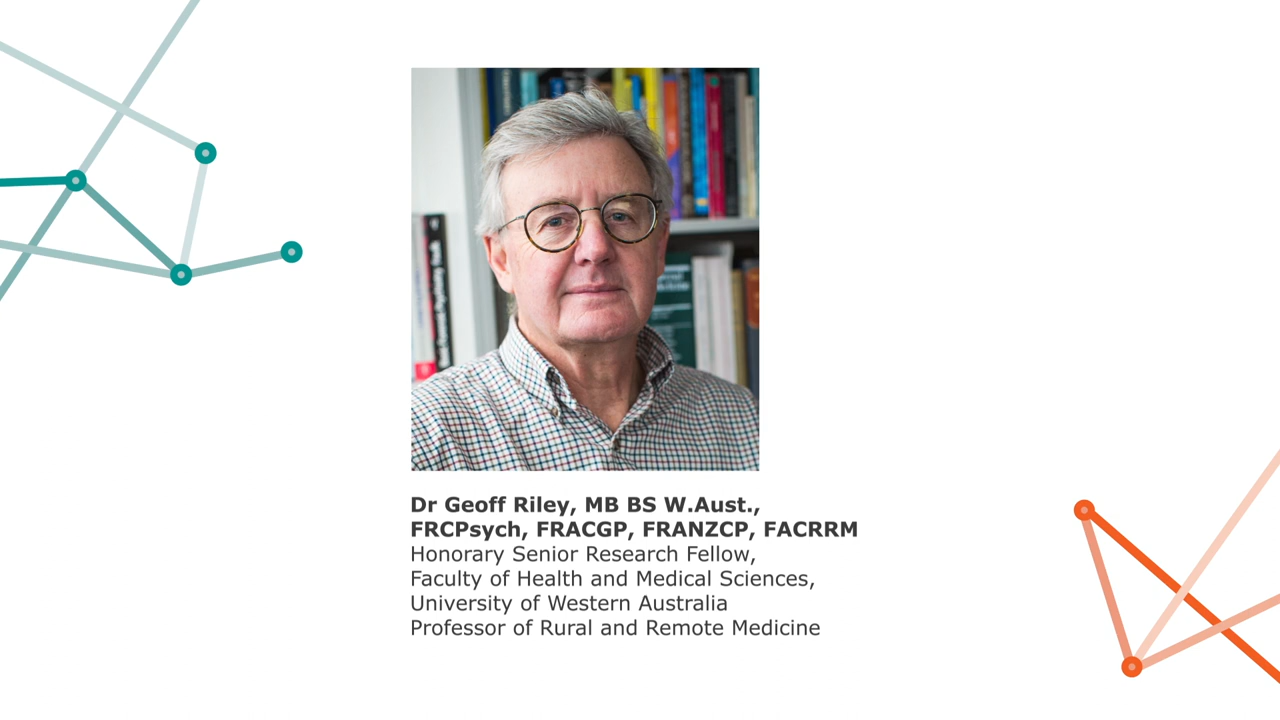 Dr Geoff Riley, MB BS W.Aust.,
FRCPsych, FRACGP, FRANZCP, FACRRM
Honorary Senior Research Fellow,
Faculty of Health and Medical Sciences,
University of Western Australia
Professor of Rural and Remote Medicine